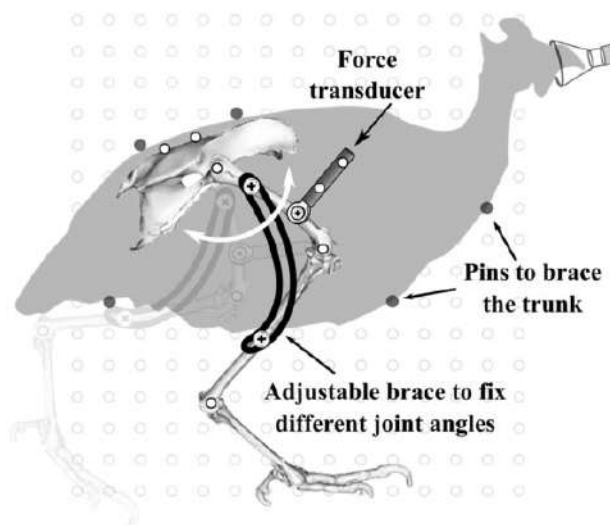 Force
transducer
Pins to brace
the trunk
Adjustable brace to fix
different joint angles